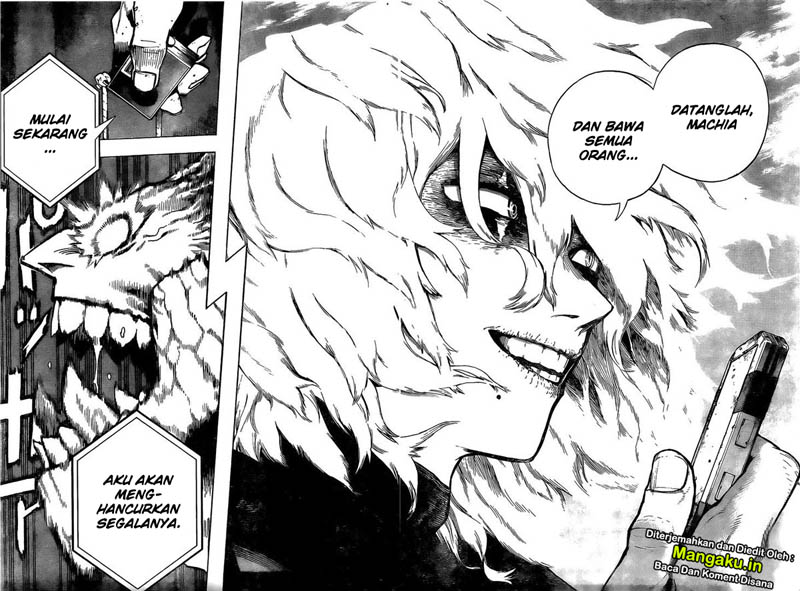 DATANGLAH,
MACHIA
DAN BAWA
SEMUA
ORANG...
MULAI
SEKARANG
...
AKU AKAN
MENG-
HANCURKAN
SEGALANYA.
Diterjemahkan dan Diedit Oleh :
Mangaku.in
Baca Dan Koment Disana